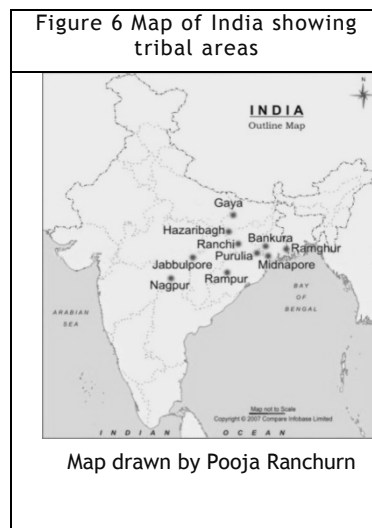 Figure 6 Map of India showing
tribal areas
N
INDIA
Outline Map
Gaya
Hazaribagh
Ranchi
Bankura
Purulia
Ramghur
Jabbulpore
Midnapore
Nagpur
Rampur
ARABIAN
SEA
BAY
OF
BENGAL
Map not to Scale
Copyright © 2007 Compare Infobase Limited
INDIAN OCEAN
Map drawn by Pooja Ranchurn